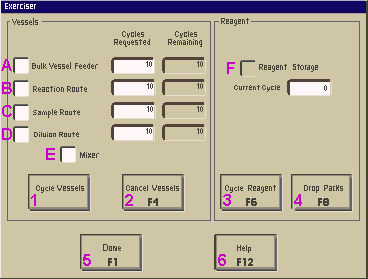 Exerciser
Vessels
Cycles Requested
Cycles Remaining
A Bulk Vessel Feeder 10 10
B Reaction Route 10 10
C Sample Route 10 10
D Dilution Route 10 10
E Mixer
Cycle Vessels
1
Cancel Vessels
2 F4
Reagent
F Reagent Storage
Current Cycle 0
Cycle Reagent
3 F6
Drop Packs
4 F8
Done
5 F1
Help
6 F12